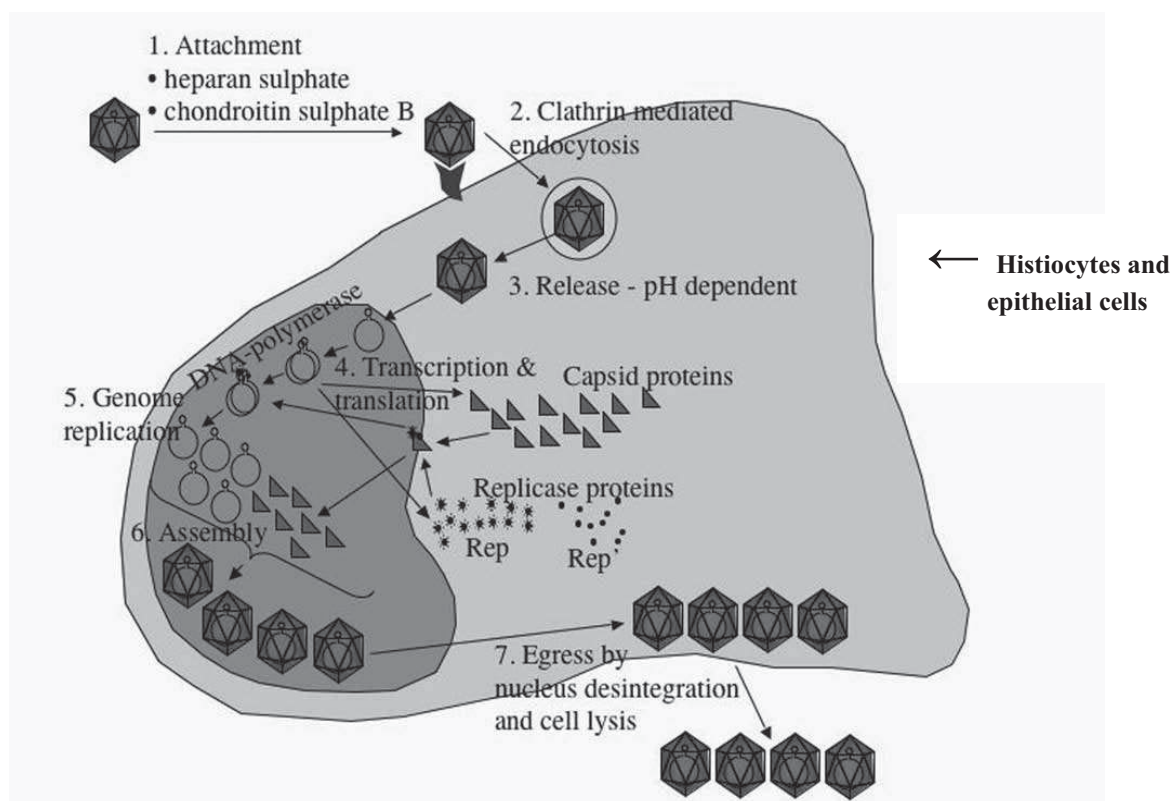 1. Attachment
• heparan sulphate
• chondroitin sulphate B
2. Clathrin mediated
endocytosis
3. Release - pH dependent
Histiocytes and
epithelial cells
DNA-polymerase
4. Transcription &
translation
Capsid proteins
5. Genome
replication
Replicase proteins
Rep
Rep'
6. Assembly
7. Egress by
nucleus desintegration
and cell lysis